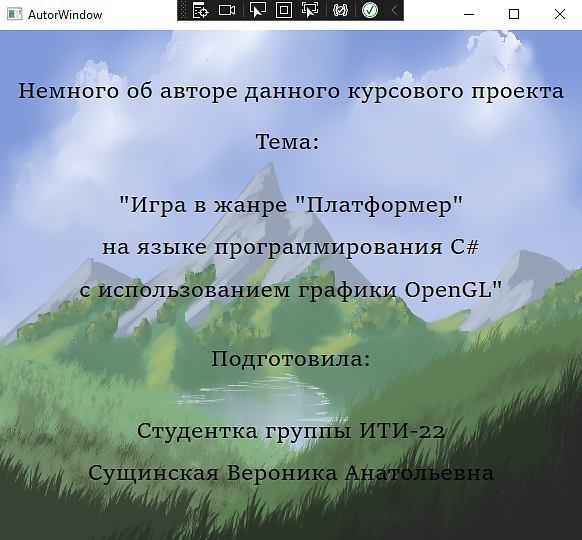 AutorWindow
Немного об авторе данного курсового проекта
Тема:
"Игра в жанре "Платформер"
на языке программирования C#
с использованием графики OpenGL"
Подготовила:
Студентка группы ИТИ-22
Сущинская Вероника Анатольевна